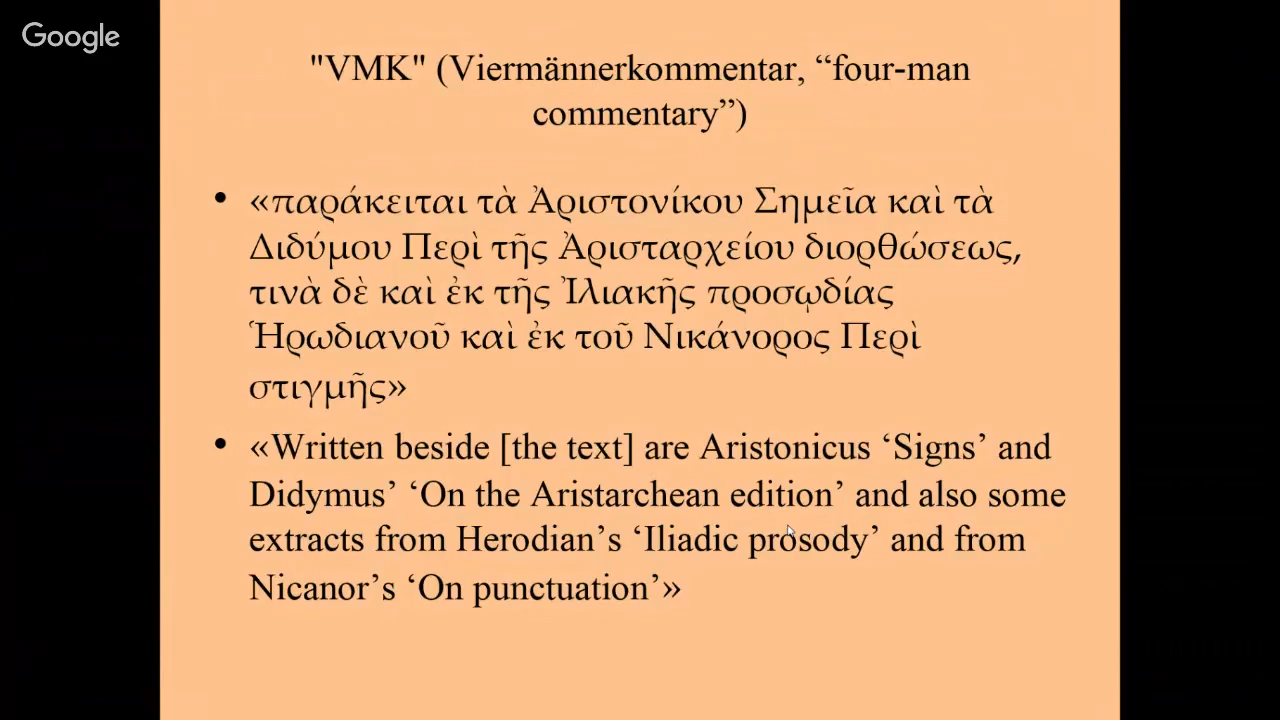 Google
"VMK" (Viermännerkommentar, “four-man
commentary”)
• «παράκειται τὰ Ἀριστονίκου Σημεῖα καὶ τὰ
Διδύμου Περὶ τῆς Ἀρισταρχείου διορθώσεως,
τινὰ δὲ καὶ ἐκ τῆς Ἰλιακῆς προσῳδίας
Ἡρωδιανοῦ καὶ ἐκ τοῦ Νικάνορος Περὶ
στιγμῆς»
• «Written beside [the text] are Aristonicus ‘Signs’ and
Didymus’ ‘On the Aristarchean edition’ and also some
extracts from Herodian’s ‘Iliadic prosody’ and from
Nicanor’s ‘On punctuation’»